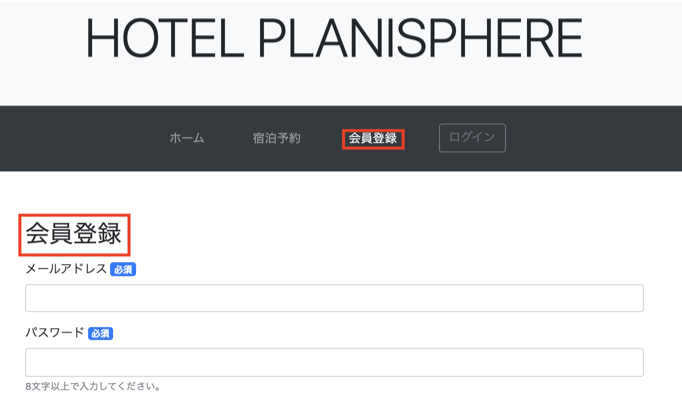 HOTEL PLANISPHERE
ホーム 宿泊予約 会員登録 ログイン
会員登録
メールアドレス 必須
パスワード 必須
8文字以上で入力してください。